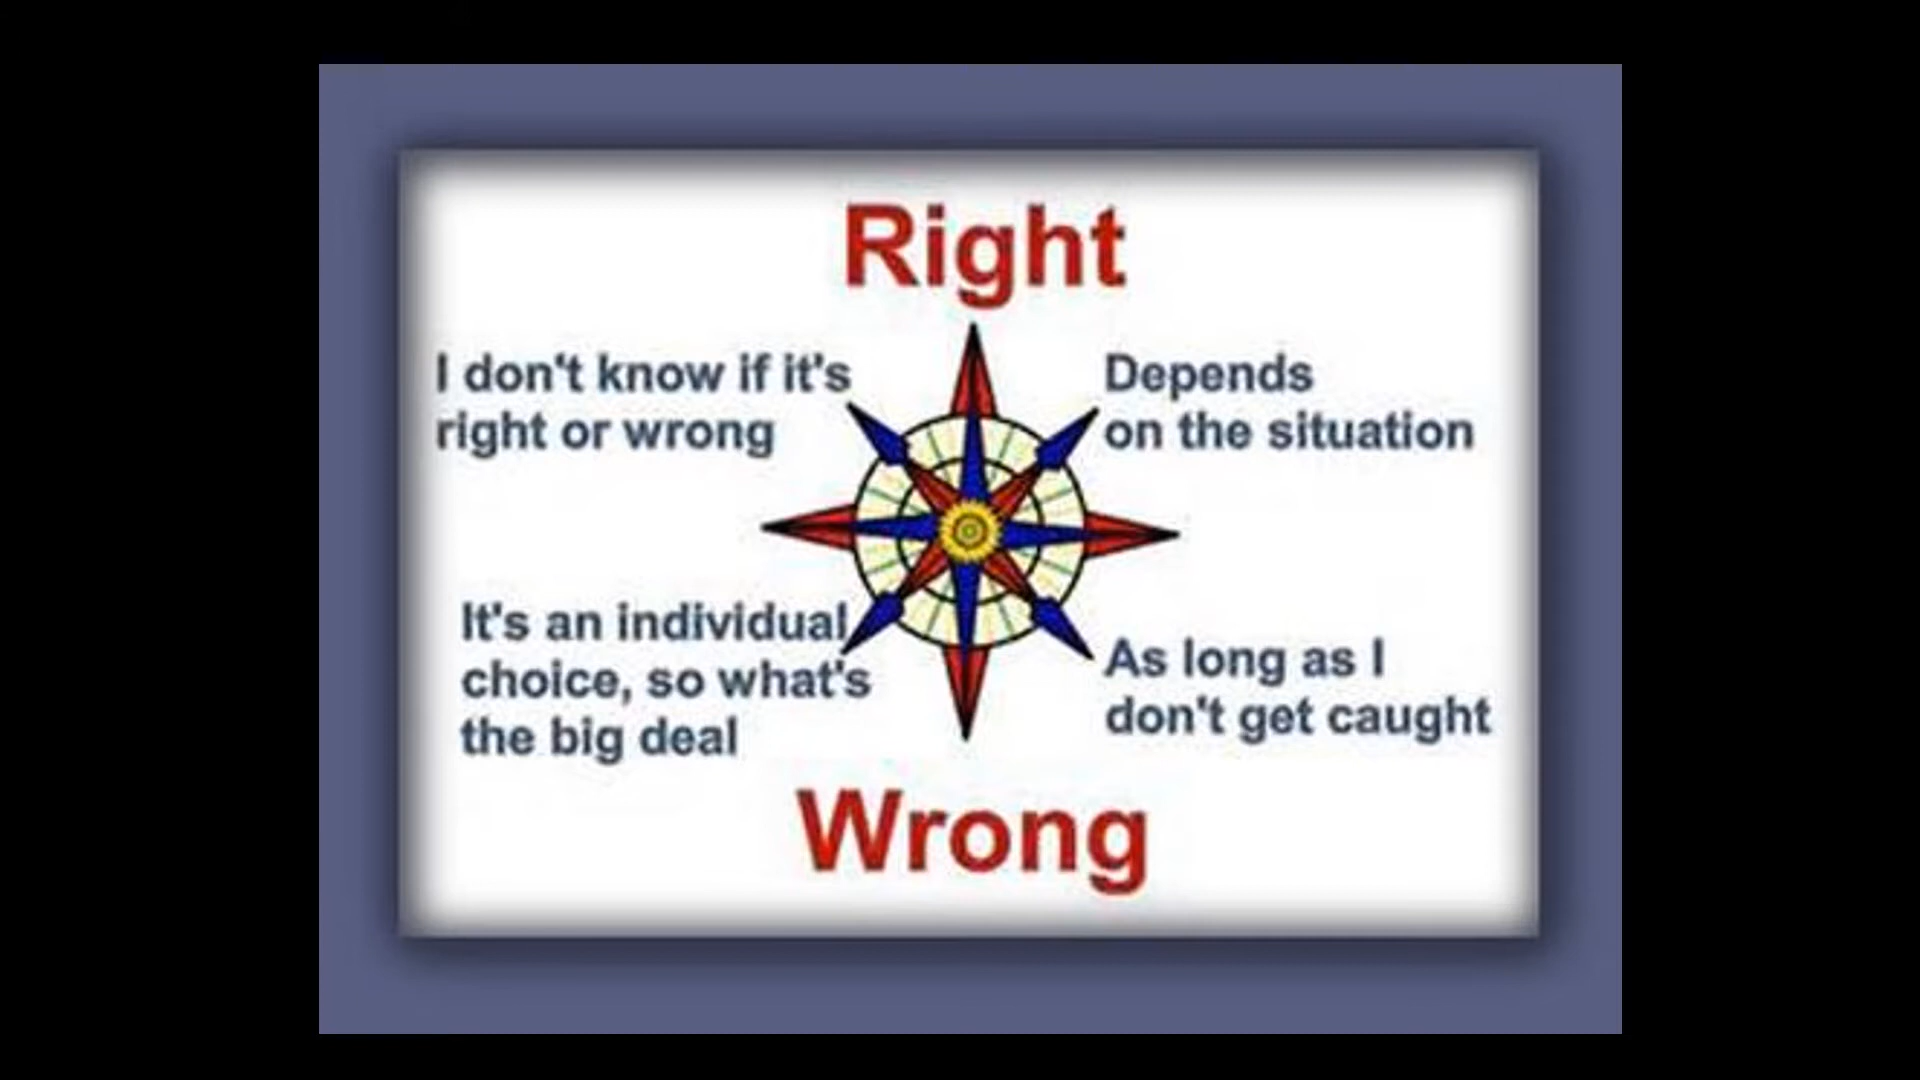 Right
I don't know if it's
right or wrong
Depends
on the situation
It's an individual
choice, so what's
the big deal
As long as I
don't get caught
Wrong